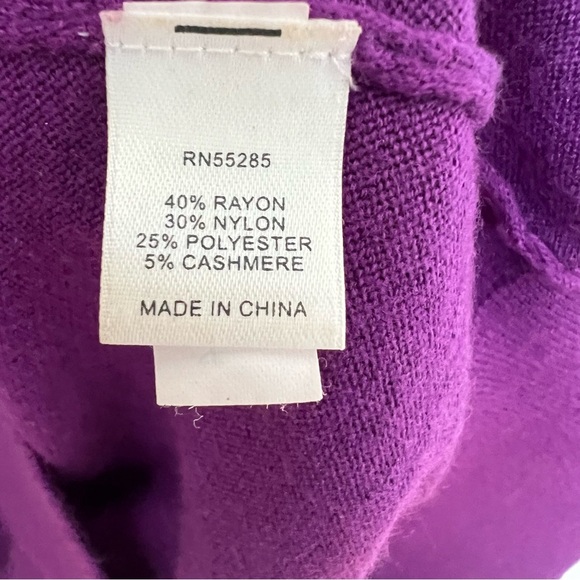 RN55285
40% RAYON
30% NYLON
25% POLYESTER
5% CASHMERE
MADE IN CHINA